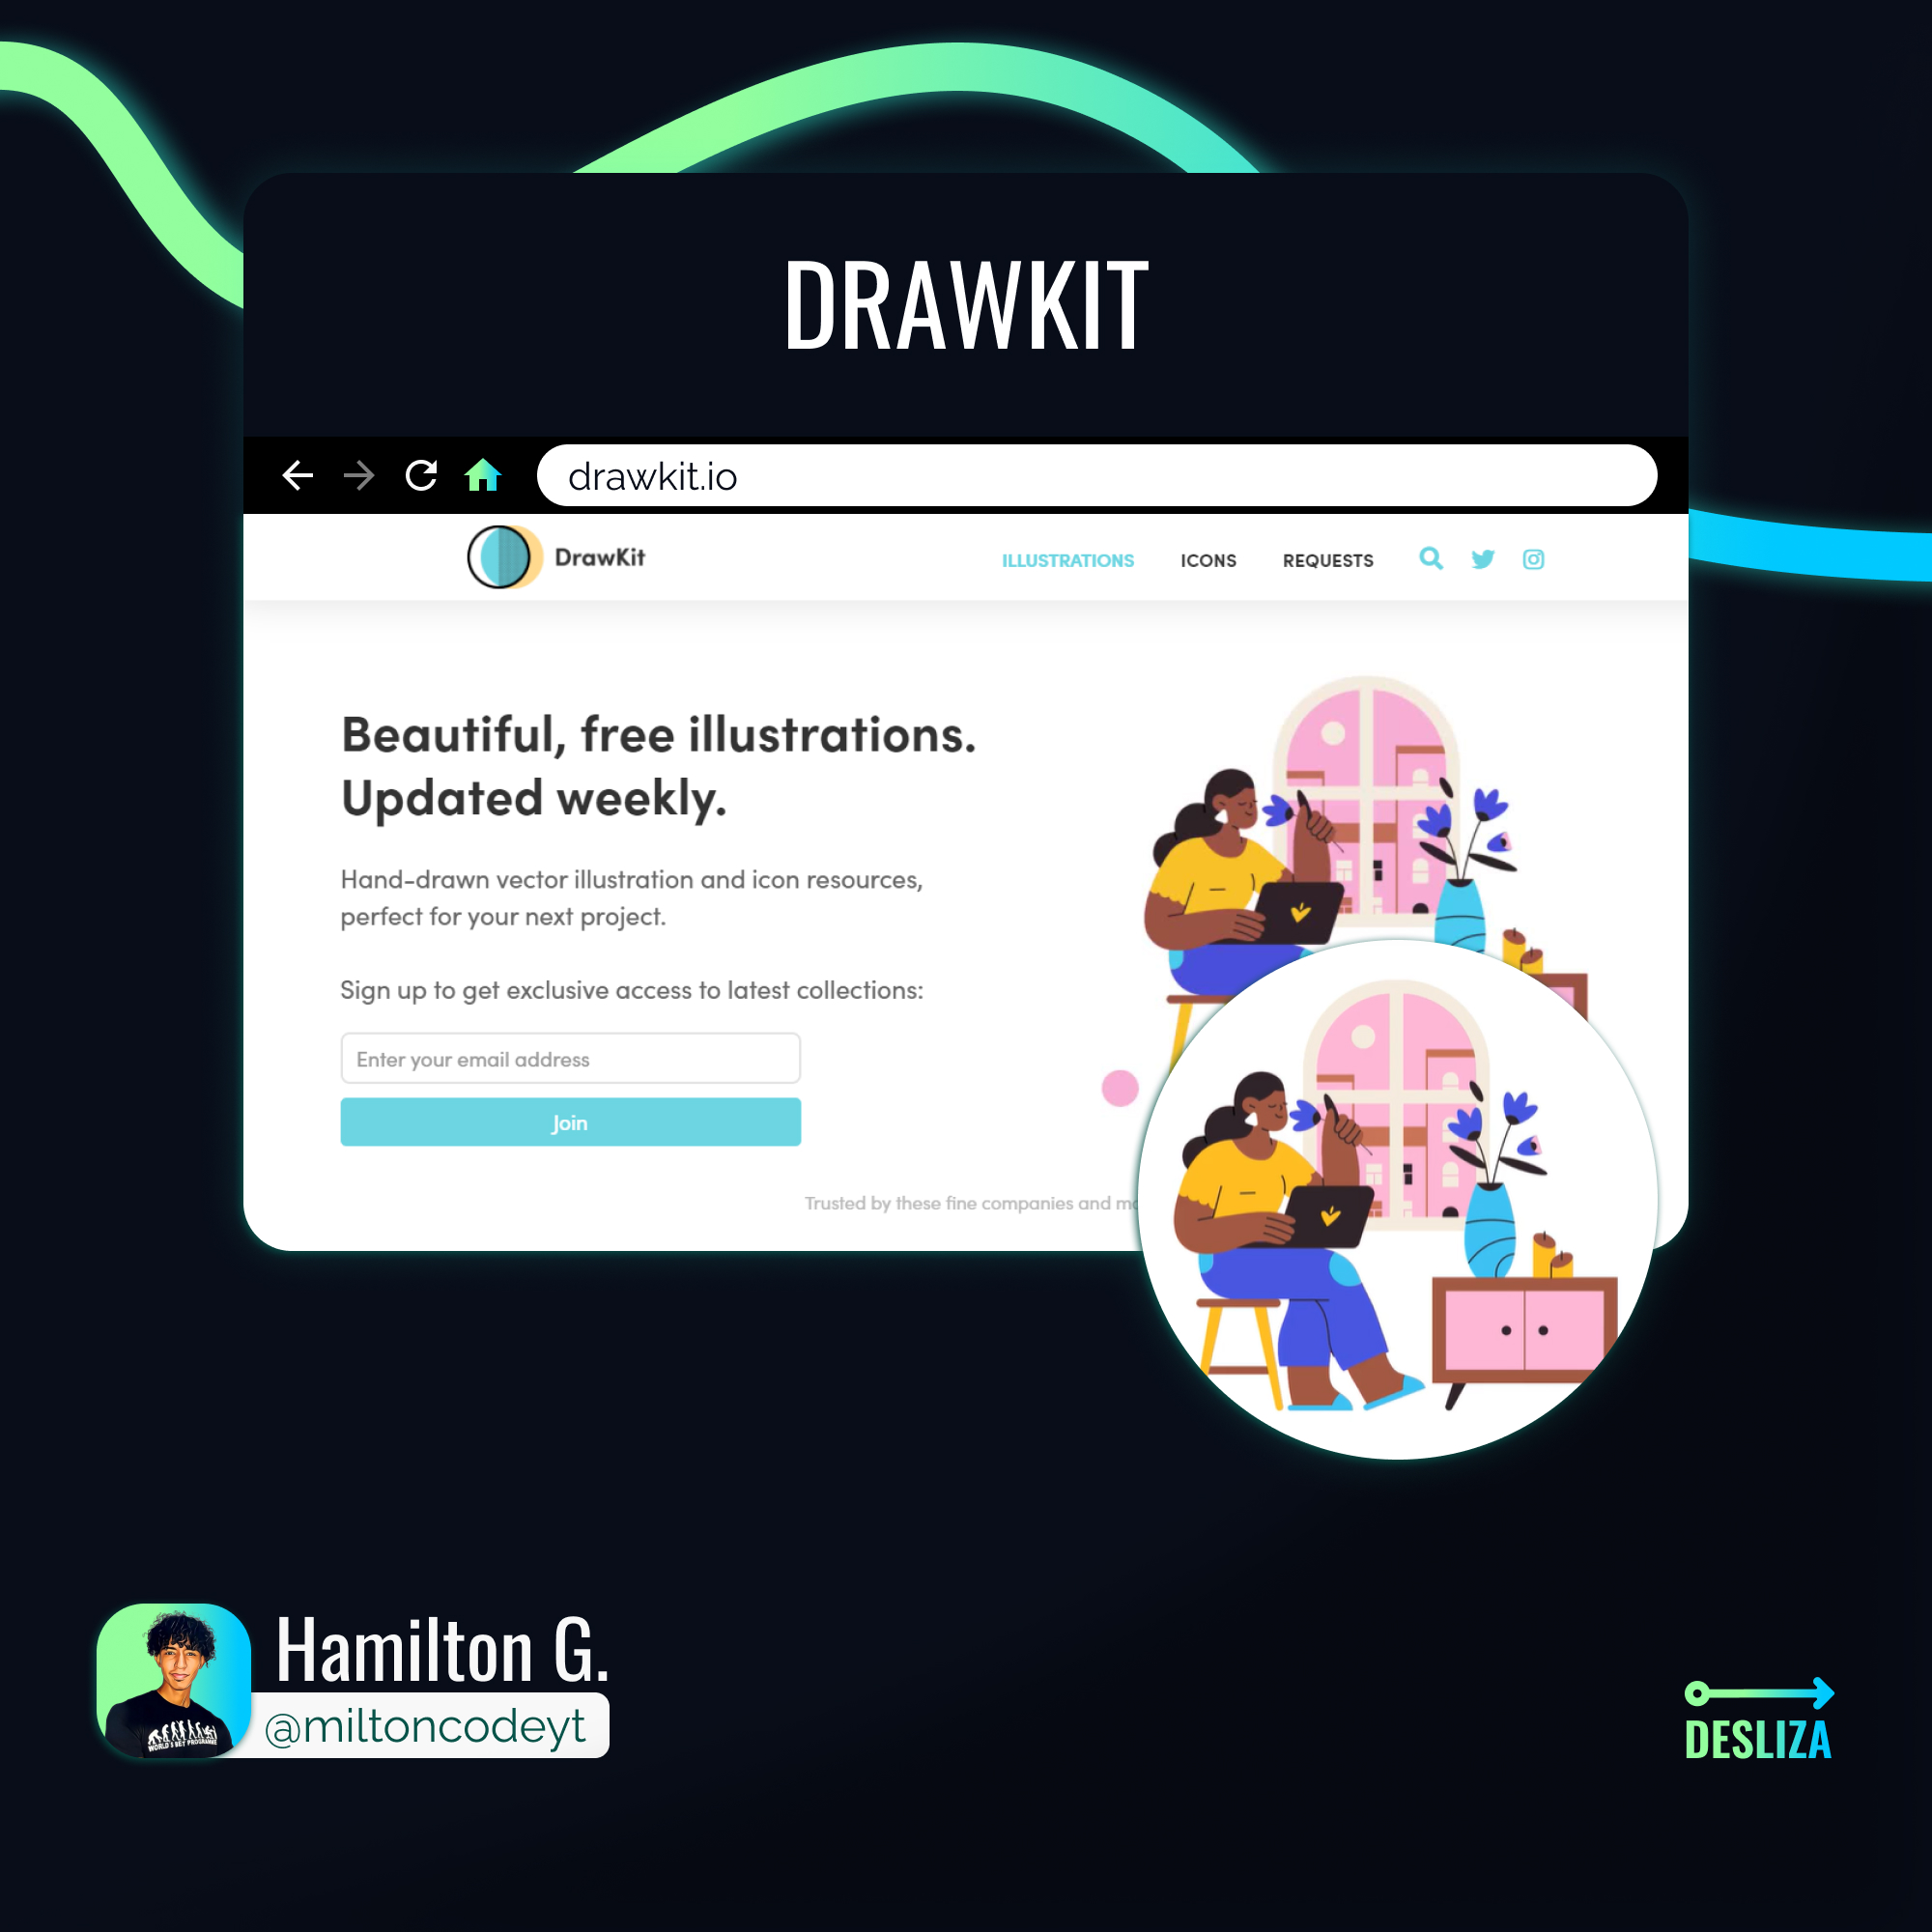 DRAWKIT
drawkit.io
DrawKit
ILLUSTRATIONS ICONS REQUESTS
Beautiful, free illustrations.
Updated weekly.
Hand-drawn vector illustration and icon resources,
perfect for your next project.
Sign up to get exclusive access to latest collections:
Enter your email address
Join
Trusted by these fine companies and
Hamilton G.
@miltoncodeyt
DESLIZA